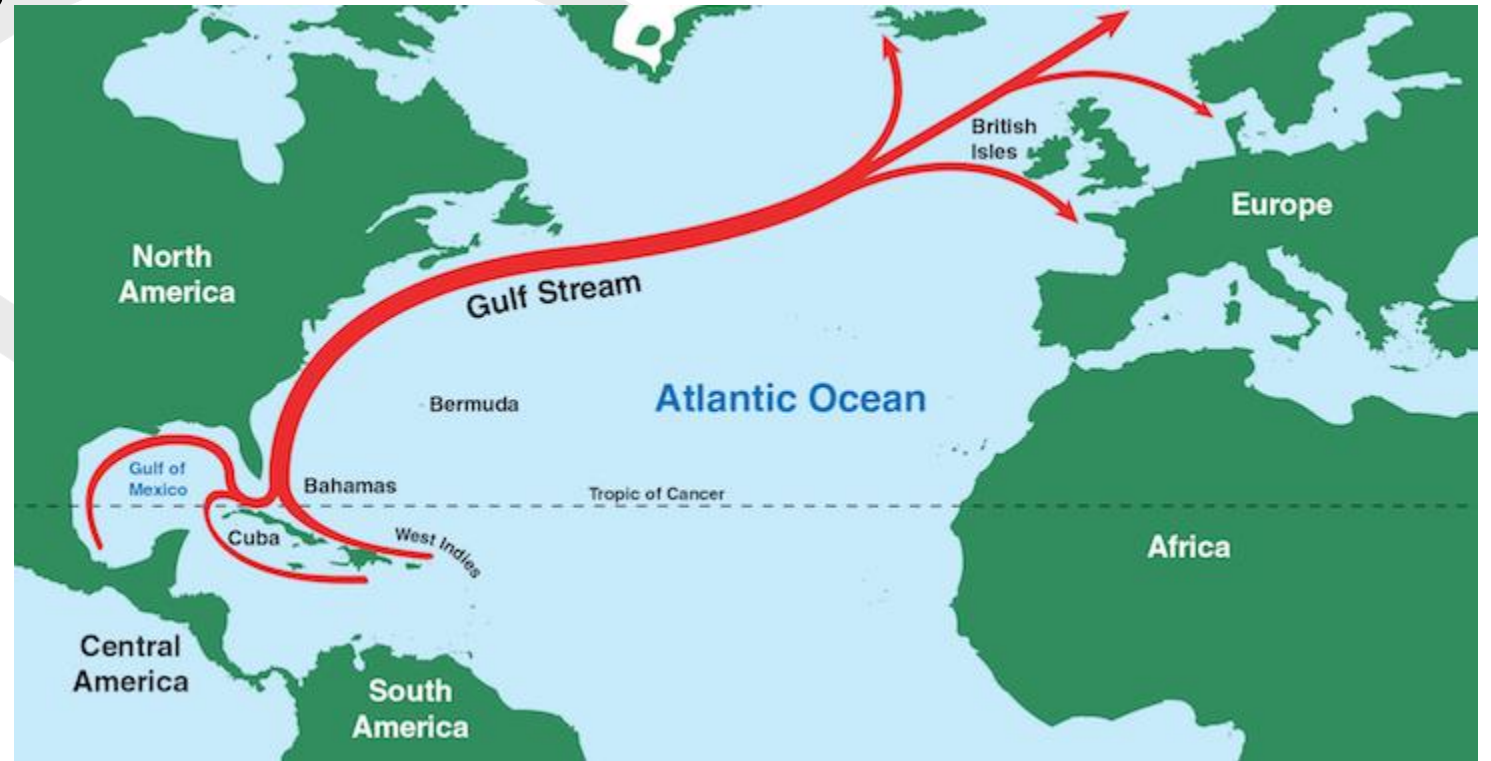 British
Isles
Europe
North
America
Gulf Stream
Atlantic Ocean
Bermuda
Gulf of
Mexico
Bahamas
Tropic of Cancer
Cuba
West Indies
Africa
Central
America
South
America